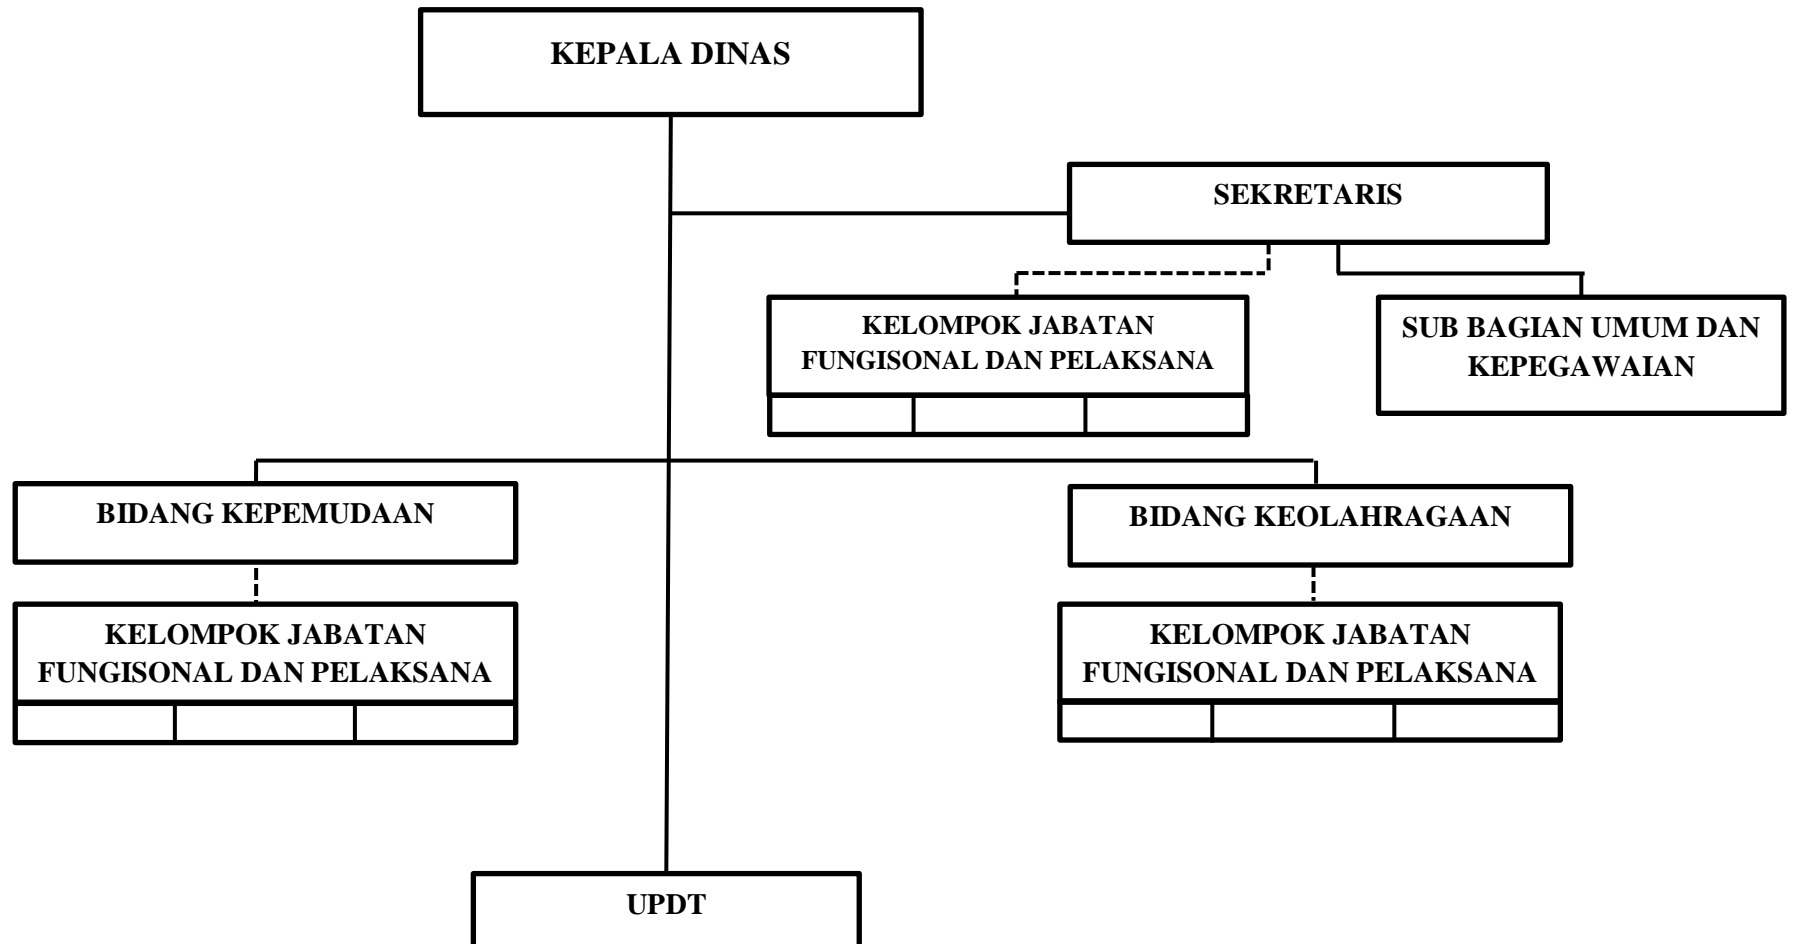 KEPALA DINAS
SEKRETARIS
KELOMPOK JABATAN
FUNGISONAL DAN PELAKSANA
SUB BAGIAN UMUM DAN
KEPEGAWAIAN
BIDANG KEPEMUDAAN
BIDANG KEOLAHRAGAAN
KELOMPOK JABATAN
FUNGISONAL DAN PELAKSANA
KELOMPOK JABATAN
FUNGISONAL DAN PELAKSANA
UPDT